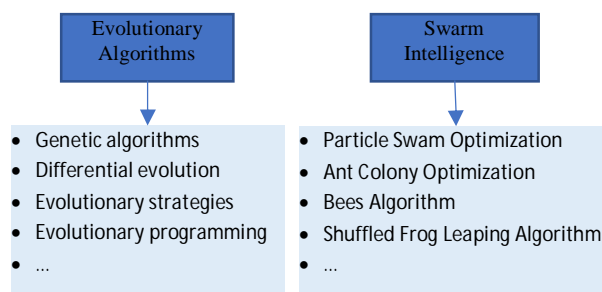 Evolutionary
Algorithms
• Genetic algorithms
• Differential evolution
• Evolutionary strategies
• Evolutionary programming
• ...
Swarm
Intelligence
• Particle Swam Optimization
• Ant Colony Optimization
• Bees Algorithm
• Shuffled Frog Leaping Algorithm
• ...